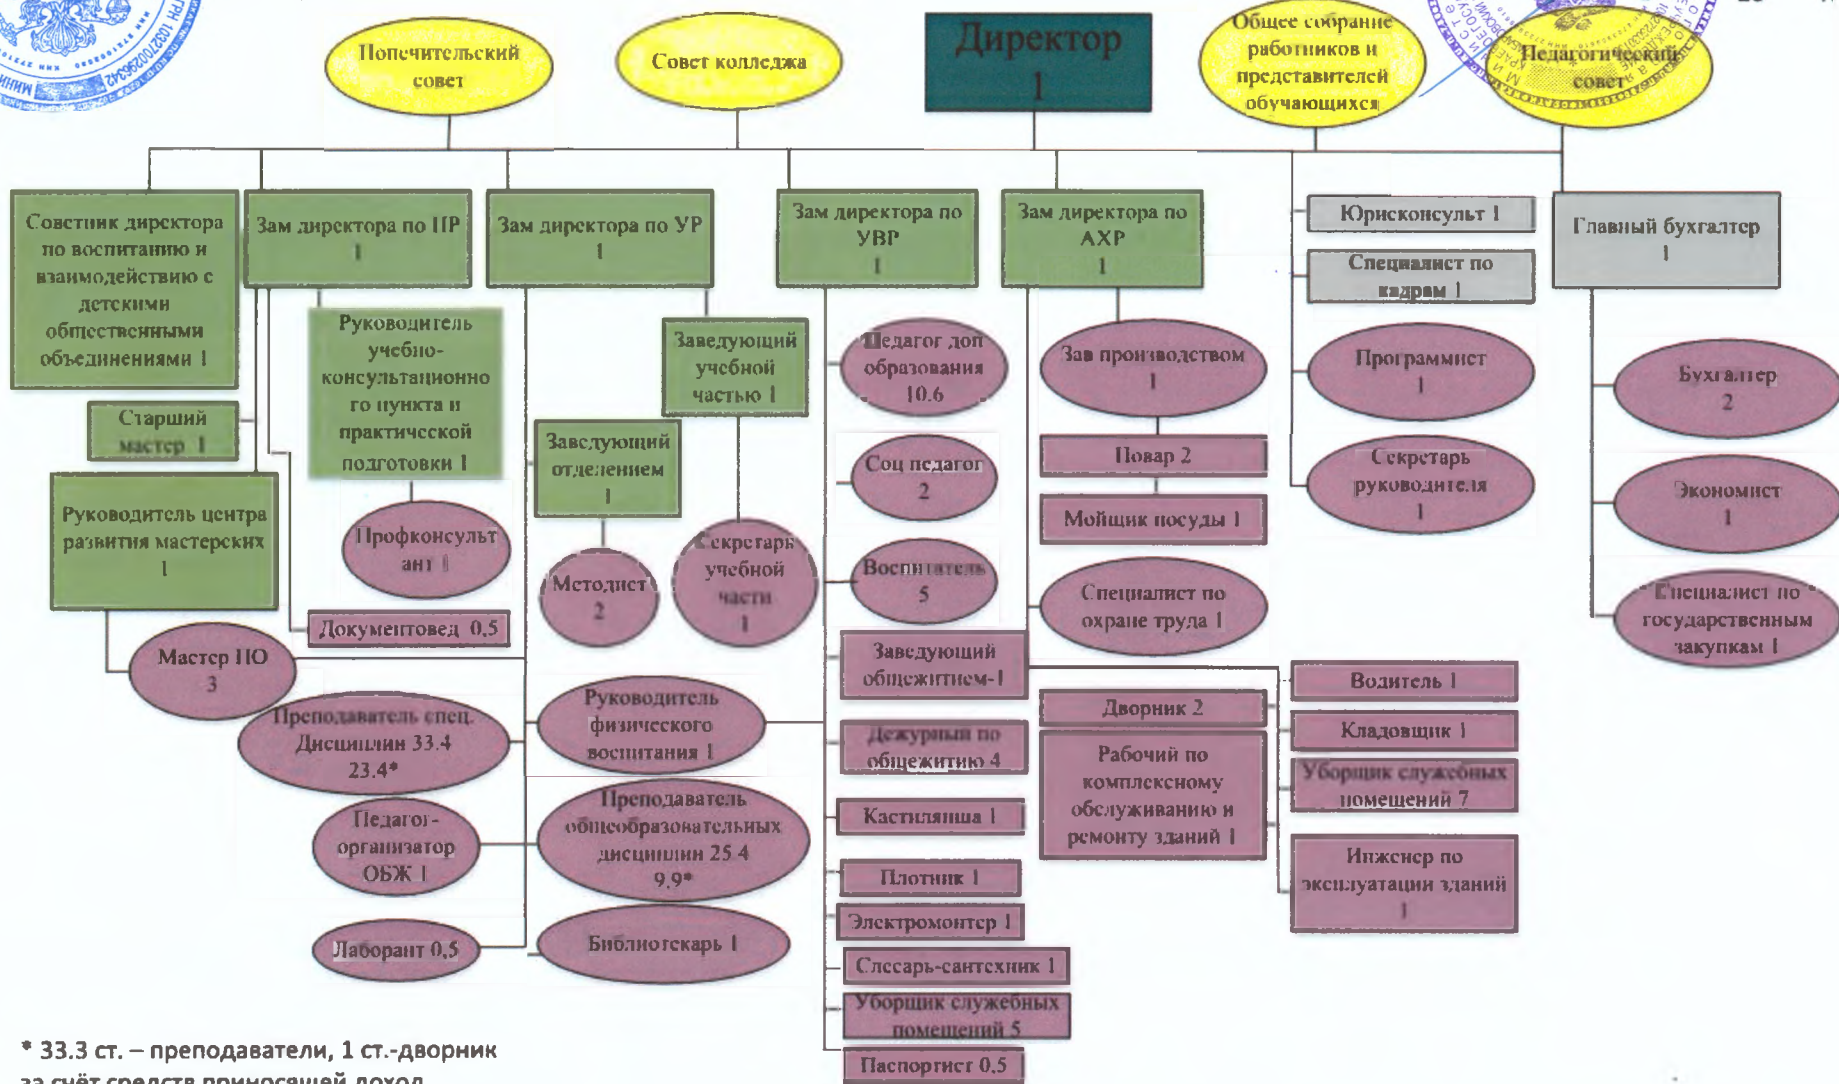 Попечительский
совет
Совет колледжа
Директор
1
Общее собрание
работников и
представителей
обучающихся
Педагогический
совет
Советник директора
по воспитанию и
взаимодействию с
детскими
общественными
объединениями 1
Зам директора по ПР
1
Зам директора по УР
1
Зам директора по
УВР
1
Зам директора по
АХР
1
Юрисконсульт 1
Специалист по
кадрам 1
Главный бухгалтер
1
Старший
мастер 1
Руководитель
учебно-
консультационно
го пункта и
практической
подготовки 1
Заведующий
учебной
частью 1
Заведующий
отделением
1
Руководитель центра
развития мастерских
1
Профконсульт
ант 1
Методист
2
Секретарь
учебной
части
1
Документовед 0,5
Мастер ПО
3
Преподаватель спец.
Дисциплин 33.4
23.4*
Руководитель
физического
воспитания 1
Педагог-
организатор
ОБЖ 1
Преподаватель
общеобразовательных
дисциплин 25 4
9.9*
Лаборант 0,5
Библиотекарь 1
Педагог доп
образования
10.6
Соц педагог
2
Воспитатель
5
Заведующий
общежитием-1
Дежурный по
общежитию 4
Кастелянша 1
Плотник 1
Электромонтер 1
Слесарь-сантехник 1
Уборщик служебных
помещений 5
Паспортист 0,5
Зав производством
1
Повар 2
Мойщик посуды 1
Специалист по
охране труда 1
Дворник 2
Рабочий по
комплексному
обслуживанию и
ремонту зданий 1
Водитель 1
Кладовщик 1
Уборщик служебных
помещений 7
Инженер по
эксплуатации зданий
1
Программист
1
Секретарь
руководителя
1
Бухгалтер
2
Экономист
1
Специалист по
государственным
закупкам 1
* 33.3 ст. – преподаватели, 1 ст.-дворник
за счёт средств приносящей доход